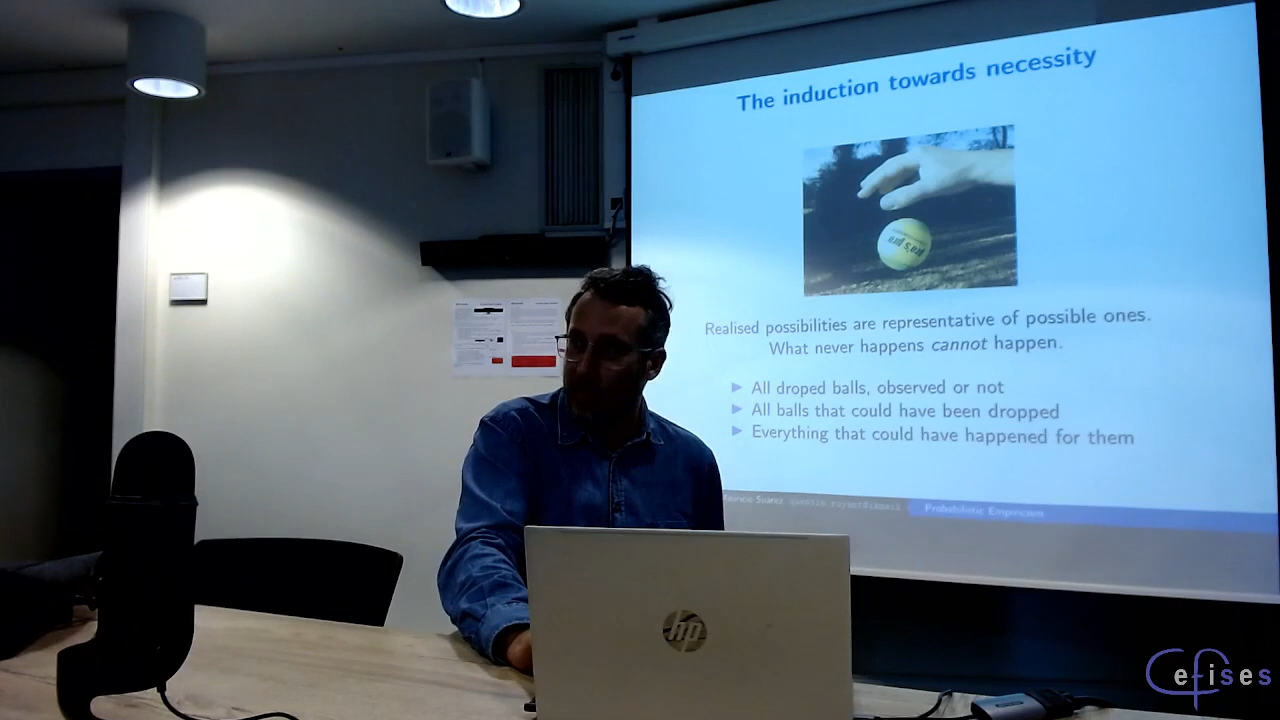 The induction towards necessity
Realised possibilities are representative of possible ones.
What never happens cannot happen.
All droped balls, observed or not
All balls that could have been dropped
Everything that could have happened for them
Suárez
Probabilistic Empiricism
hp
efises